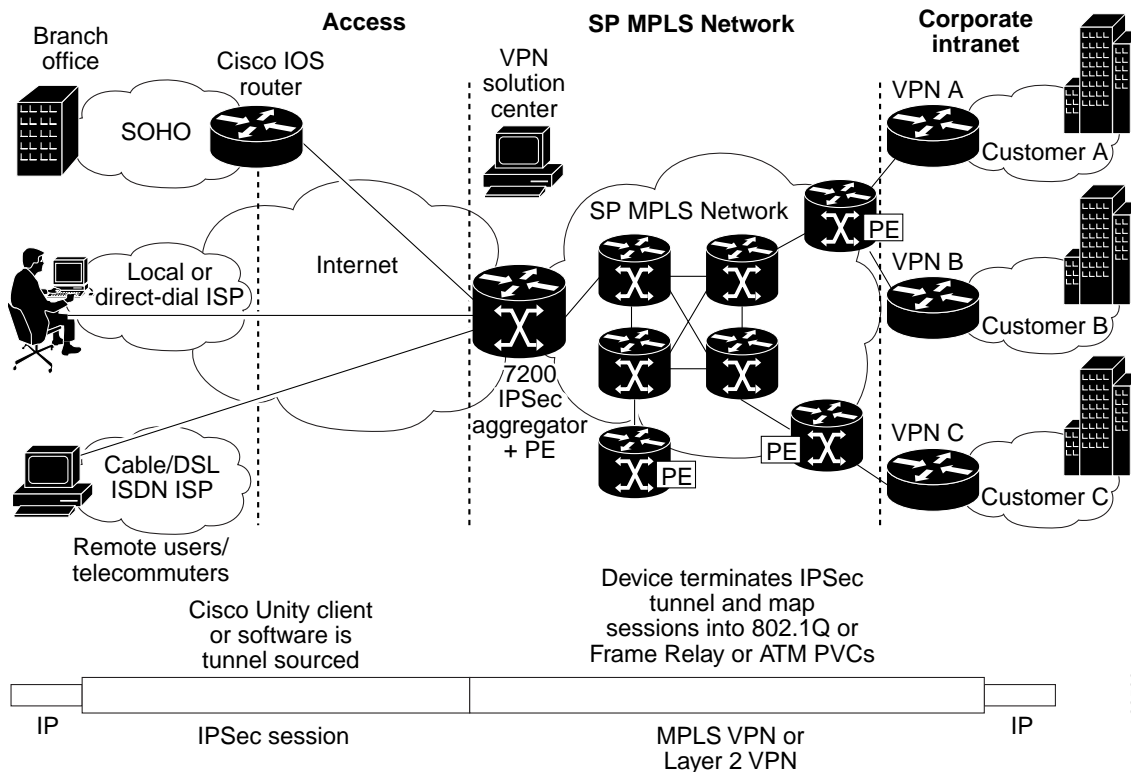 Branch
office
Access
SP MPLS Network
Corporate
intranet
Cisco IOS
router
VPN
solution
center
VPN A
SOHO
Customer A
SP MPLS Network
PE
Internet
VPN B
Local or
direct-dial ISP
Customer B
7200
IPSec
aggregator
+ PE
VPN C
PE
PE
Cable/DSL
ISDN ISP
Customer C
Remote users/
telecommuters
Cisco Unity client
or software is
tunnel sourced
Device terminates IPSec
tunnel and map
sessions into 802.1Q or
Frame Relay or ATM PVCs
IP
IPSec session
MPLS VPN or
Layer 2 VPN
IP